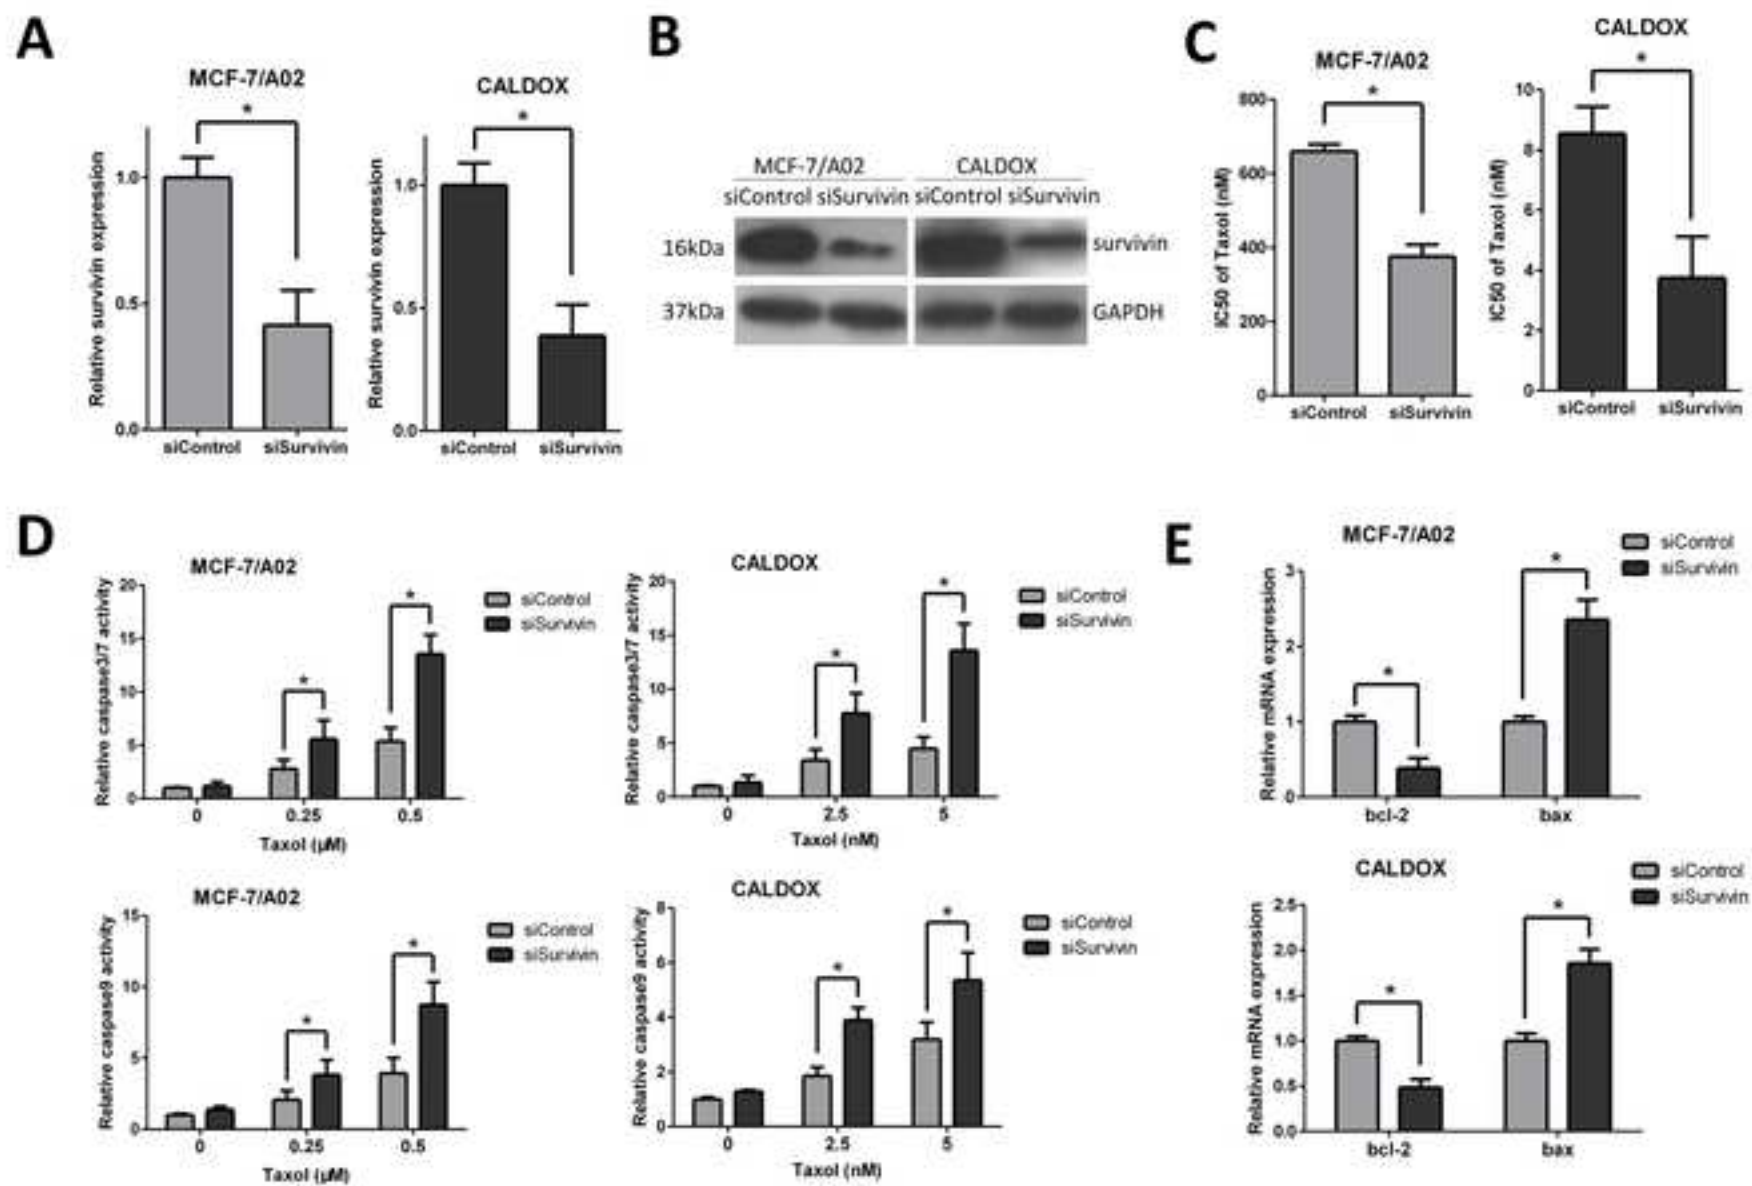 A
MCF-7/A02
*
Relative survivin expression
1.0
0.5
0.0
siControl siSurvivin
CALDOX
*
Relative survivin expression
1.0
0.5
0.0
siControl siSurvivin
B
MCF-7/A02 CALDOX
siControl siSurvivin siControl siSurvivin
16kDa survivin
37kDa GAPDH
C
MCF-7/A02
*
IC50 of Taxol (nM)
800
600
400
200
0
siControl siSurvivin
CALDOX
*
IC50 of Taxol (nM)
10
8
6
4
2
0
siControl siSurvivin
D
MCF-7/A02
siControl
siSurvivin
Relative caspase3/7 activity
20
15
10
5
0
* *
0 0.25 0.5
Taxol (µM)
CALDOX
siControl
siSurvivin
Relative caspase3/7 activity
20
15
10
5
0
* *
0 2.5 5
Taxol (nM)
MCF-7/A02
siControl
siSurvivin
Relative caspase9 activity
15
10
5
0
* *
0 0.25 0.5
Taxol (µM)
CALDOX
siControl
siSurvivin
Relative caspase9 activity
8
6
4
2
0
* *
0 2.5 5
Taxol (nM)
E
MCF-7/A02
siControl
siSurvivin
Relative mRNA expression
3
2
1
0
* *
bcl-2 bax
CALDOX
siControl
siSurvivin
Relative mRNA expression
2.5
2.0
1.5
1.0
0.5
0.0
* *
bcl-2 bax